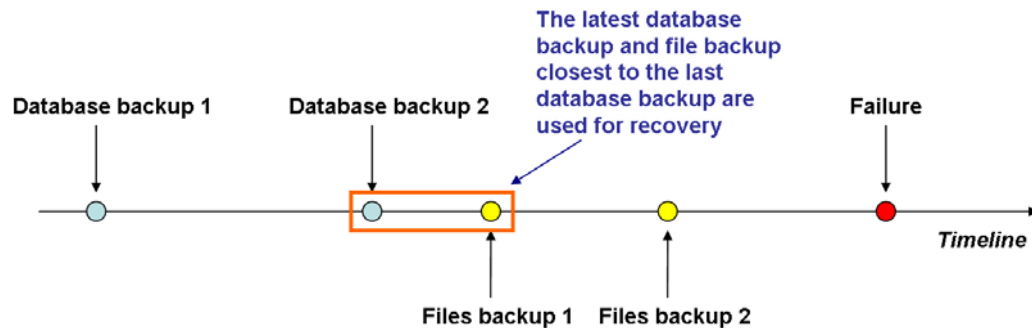 The latest database
backup and file backup
closest to the last
database backup are
used for recovery
Database backup 1
Database backup 2
Failure
Timeline
Files backup 1
Files backup 2